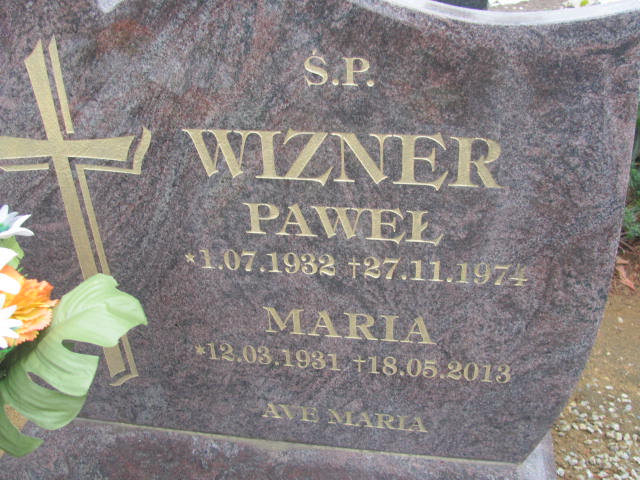 Ś.P.
WIZNER
PAWEŁ
*1.07.1932 †27.11.1974
MARIA
*12.03.1931 †18.05.2013
AVE MARIA